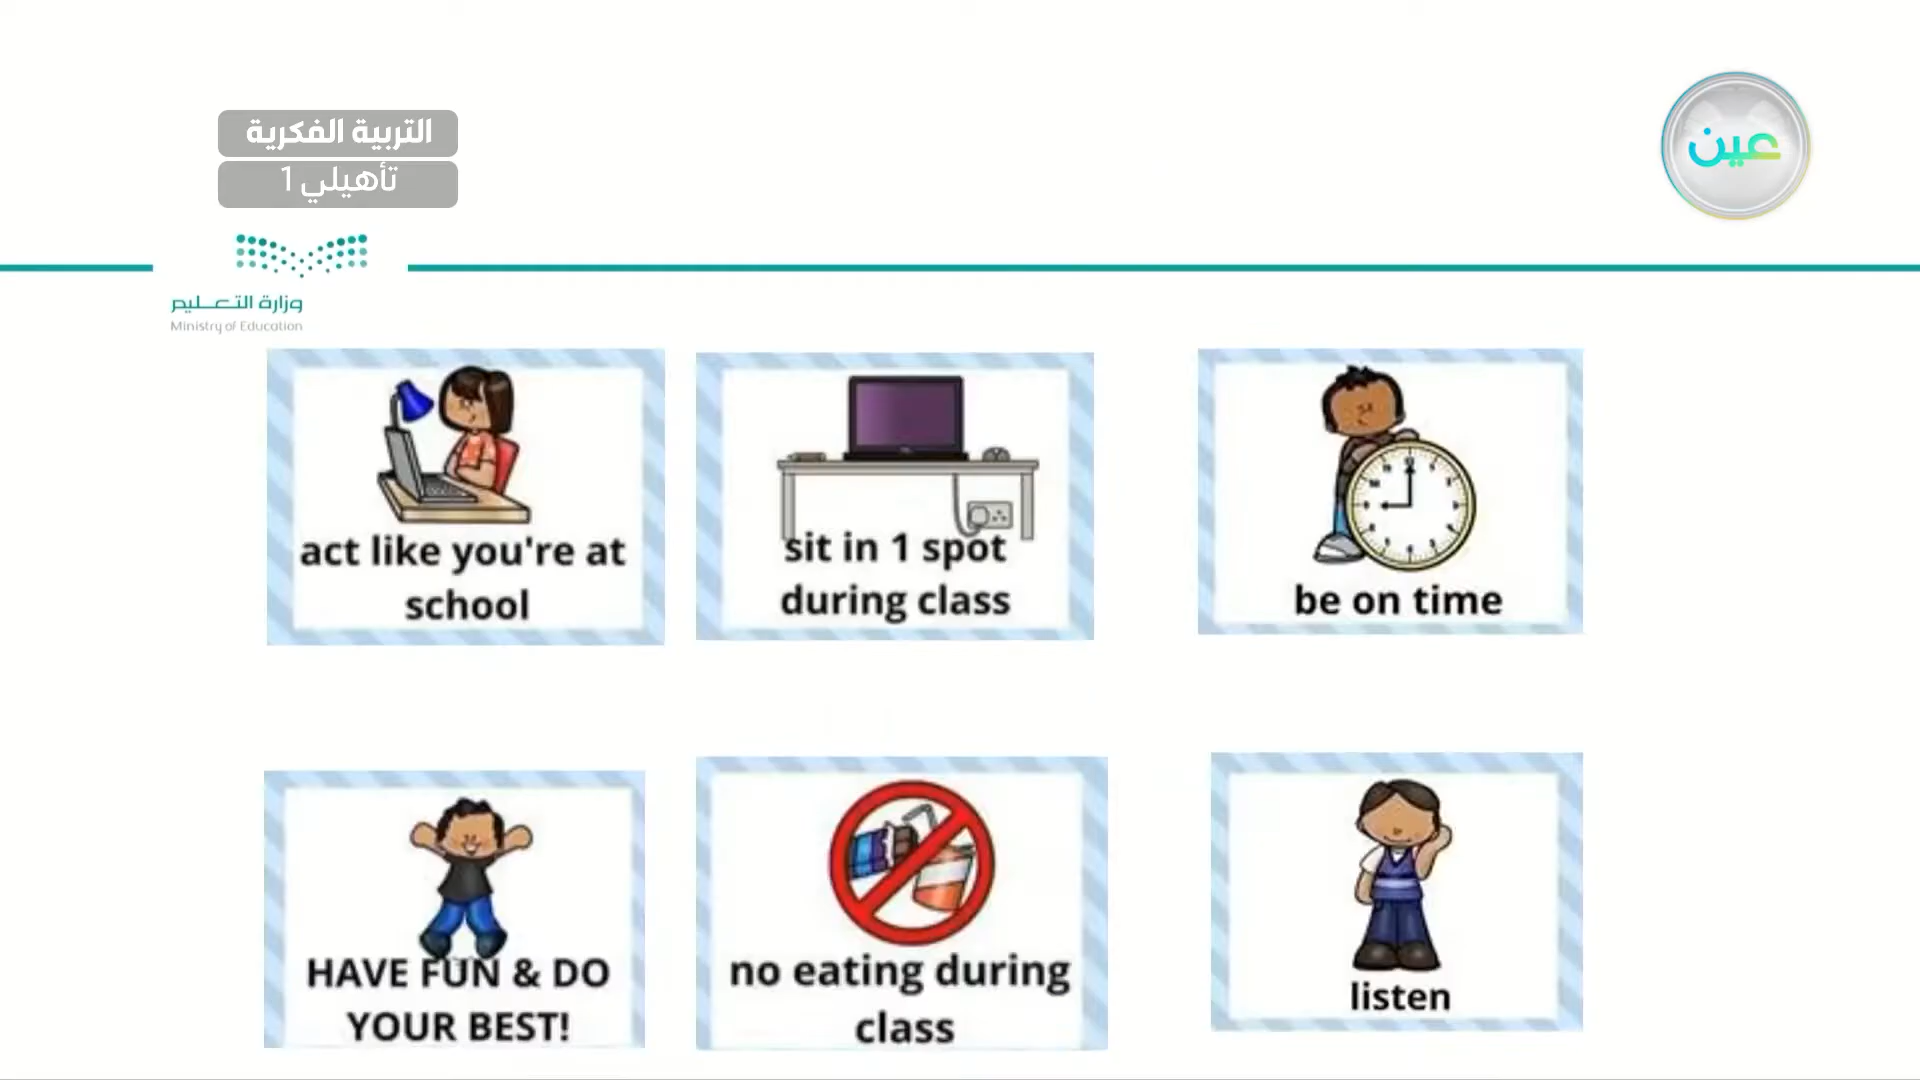 التربية الفكرية
تأهيلي 1
عين
وزارة التعليم
Ministry of Education
act like you're at
school
sit in 1 spot
during class
be on time
HAVE FUN & DO
YOUR BEST!
no eating during
class
listen